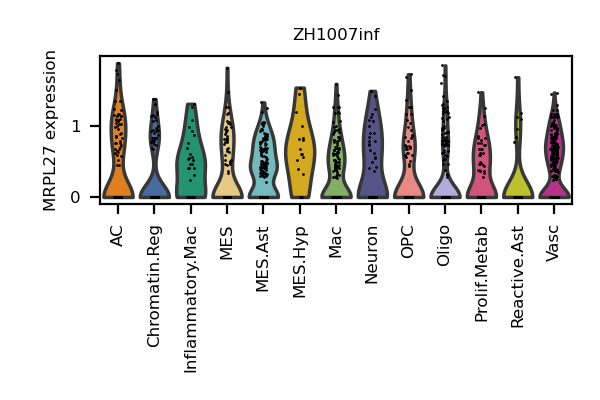 ZH1007inf
MRPL27 expression
1
0
AC
Chromatin.Reg
Inflammatory.Mac
MES
MES.Ast
MES.Hyp
Mac
Neuron
OPC
Oligo
Prolif.Metab
Reactive.Ast
Vasc